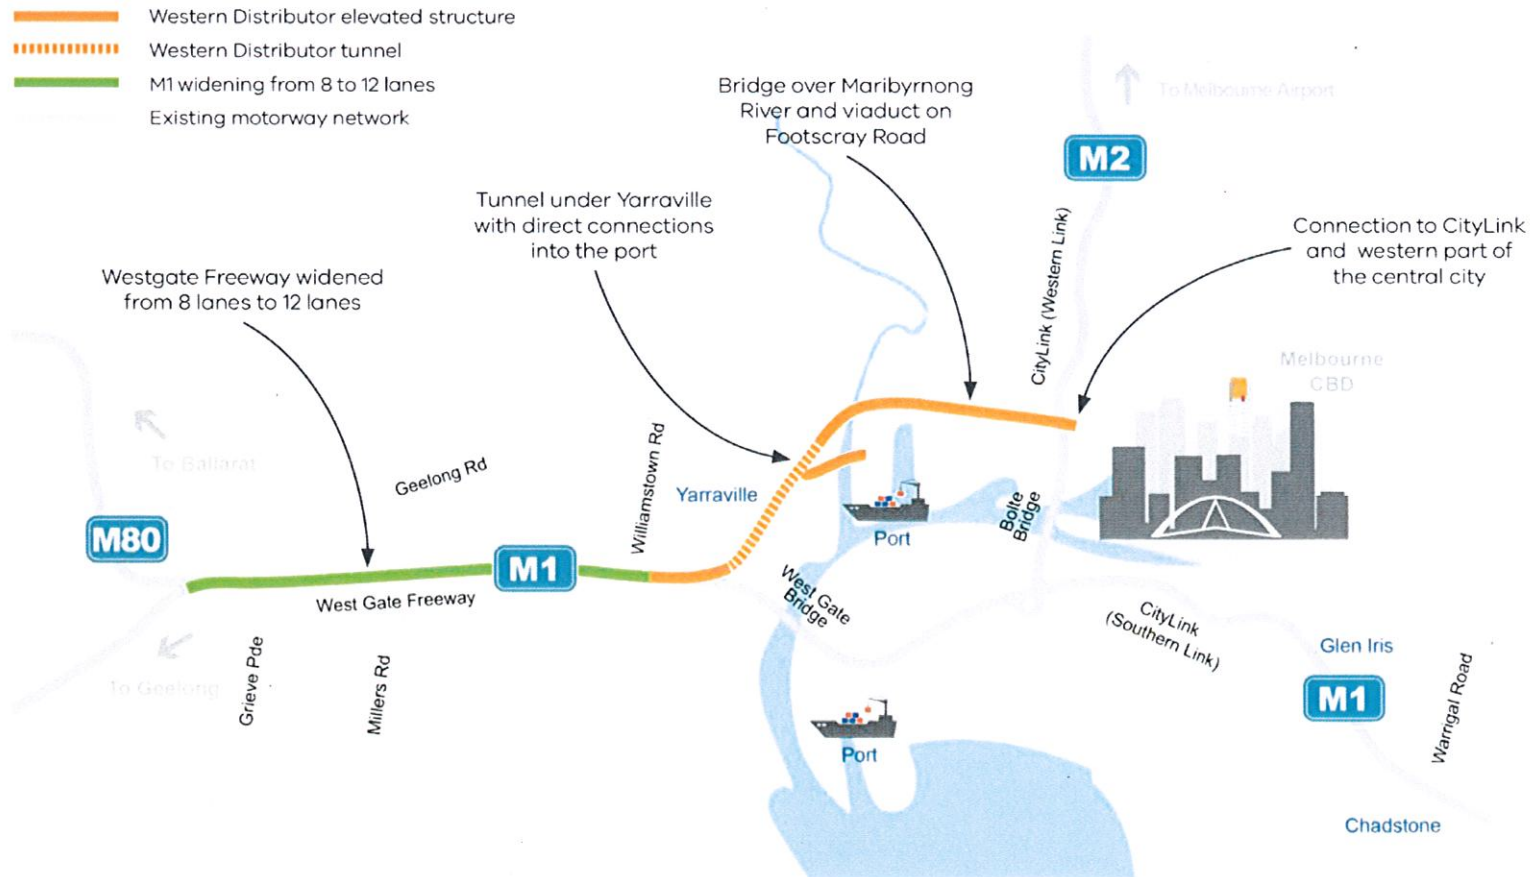 Western Distributor elevated structure
Western Distributor tunnel
M1 widening from 8 to 12 lanes
Existing motorway network
Bridge over Maribyrnong
River and viaduct on
Footscray Road
To Melbourne Airport
M2
Tunnel under Yarraville
with direct connections
into the port
Connection to CityLink
and western part of
the central city
Westgate Freeway widened
from 8 lanes to 12 lanes
CityLink (Western Link)
Melbourne
CBD
To Ballarat
Geelong Rd
Williamstown Rd
Yarraville
M80
M1
Port
Bolte
Bridge
West Gate Freeway
West Gate
Bridge
CityLink
(Southern Link)
Glen Iris
M1
Warrigal Road
To Geelong
Grieve Pde
Millers Rd
Port
Chadstone